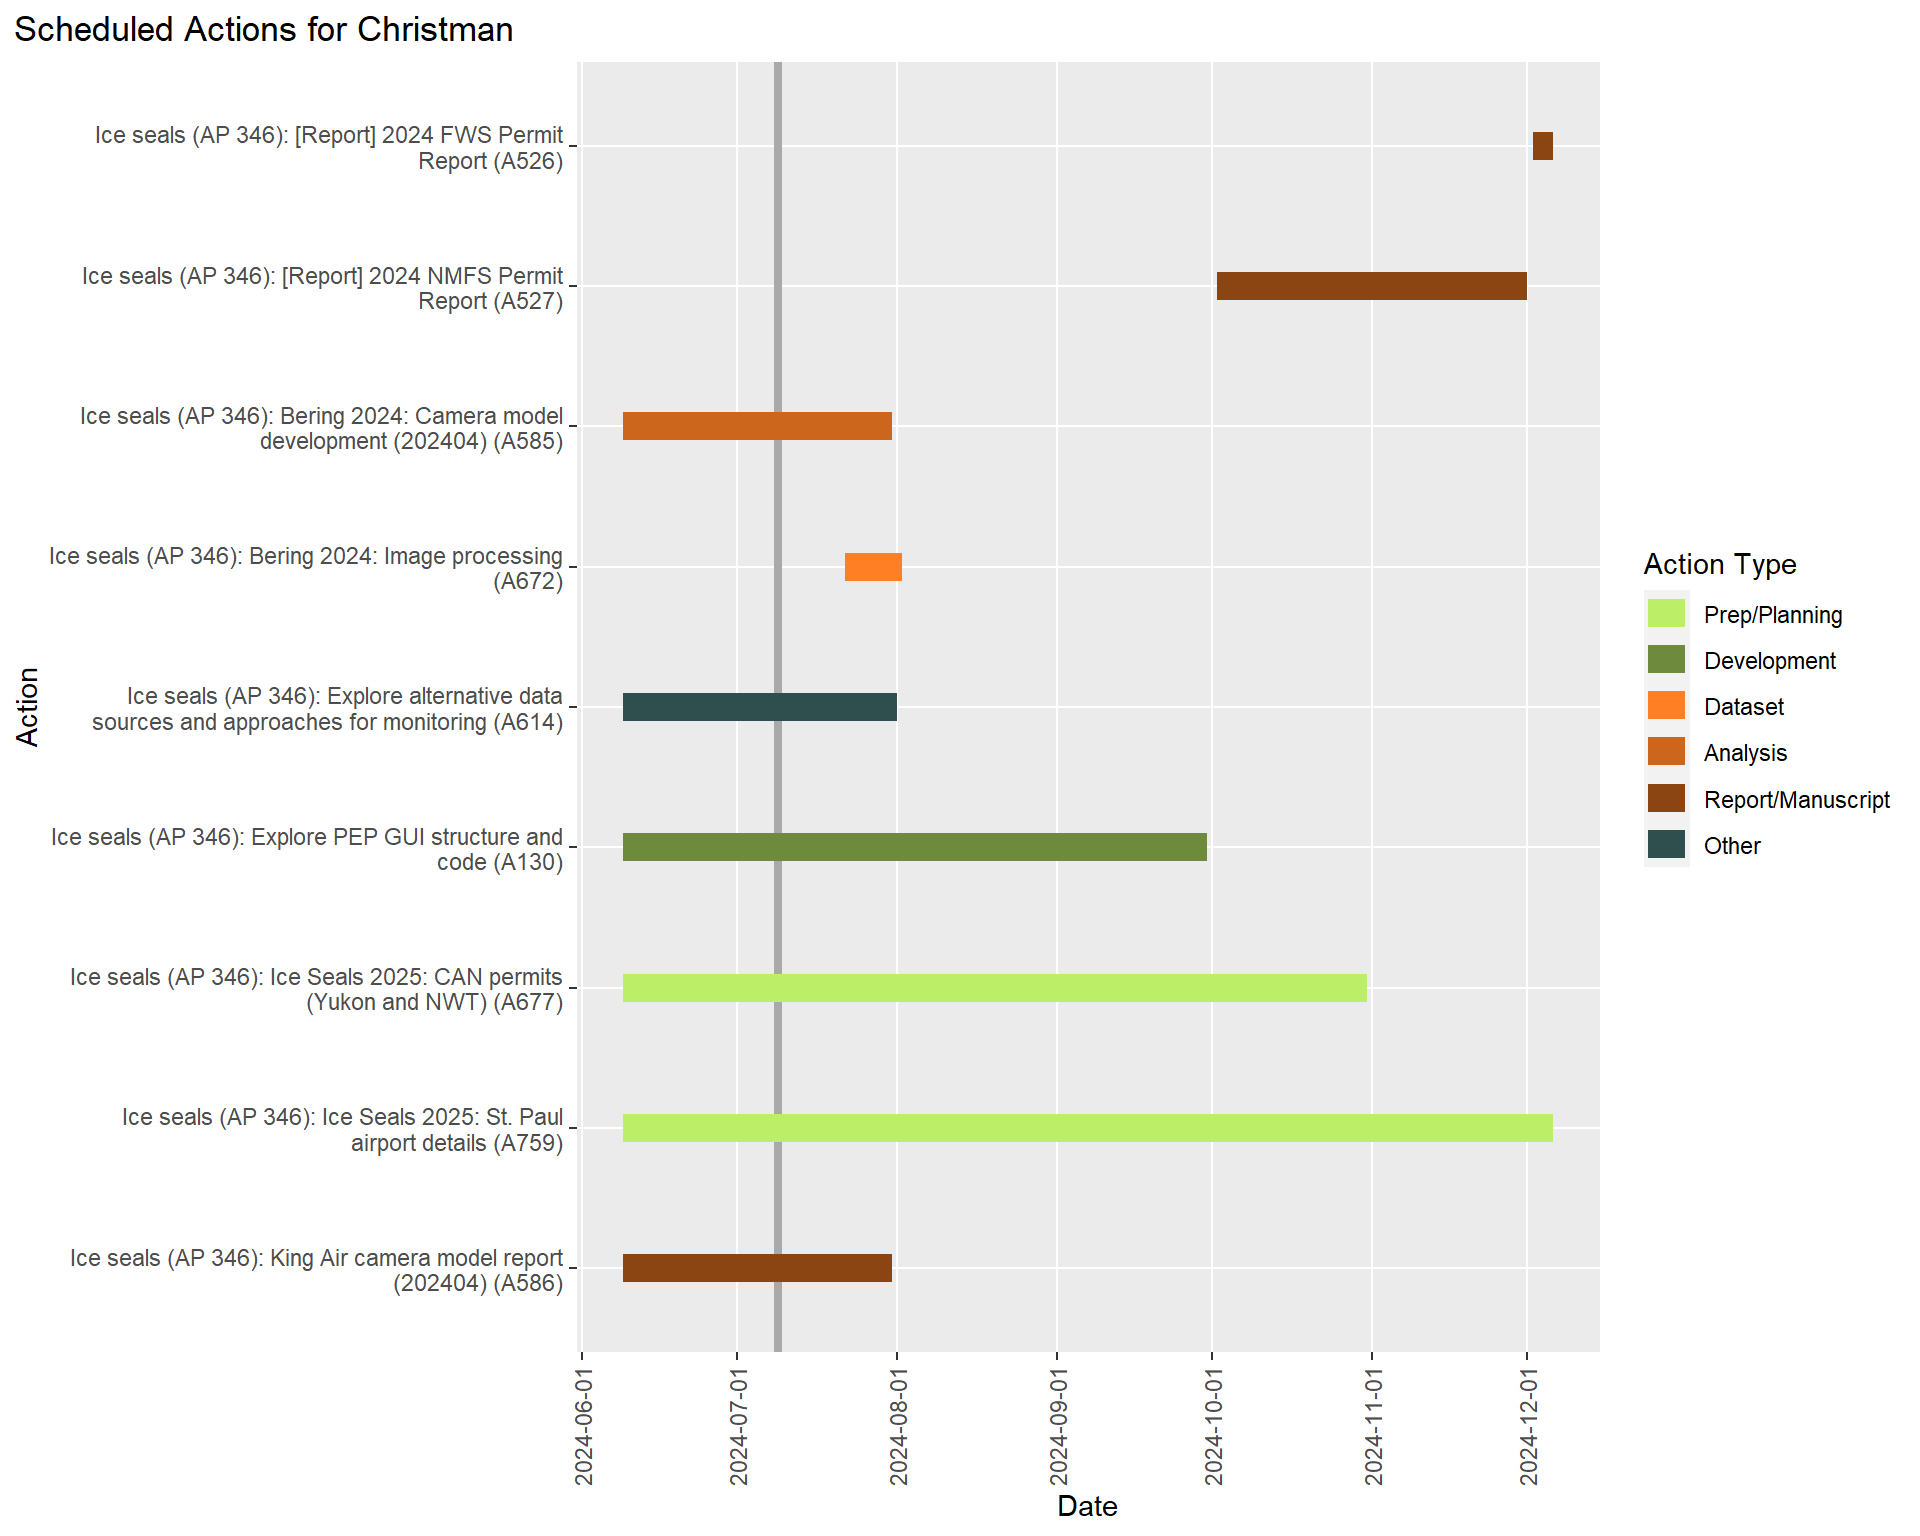 Scheduled Actions for Christman
Ice seals (AP 346): [Report] 2024 FWS Permit
Report (A526)
Ice seals (AP 346): [Report] 2024 NMFS Permit
Report (A527)
Ice seals (AP 346): Bering 2024: Camera model
development (202404) (A585)
Ice seals (AP 346): Bering 2024: Image processing
(A672)
Ice seals (AP 346): Explore alternative data
sources and approaches for monitoring (A614)
Ice seals (AP 346): Explore PEP GUI structure and
code (A130)
Ice seals (AP 346): Ice Seals 2025: CAN permits
(Yukon and NWT) (A677)
Ice seals (AP 346): Ice Seals 2025: St. Paul
airport details (A759)
Ice seals (AP 346): King Air camera model report
(202404) (A586)
Action
2024-06-01
2024-07-01
2024-08-01
2024-09-01
2024-10-01
2024-11-01
2024-12-01
Date
Action Type
Prep/Planning
Development
Dataset
Analysis
Report/Manuscript
Other